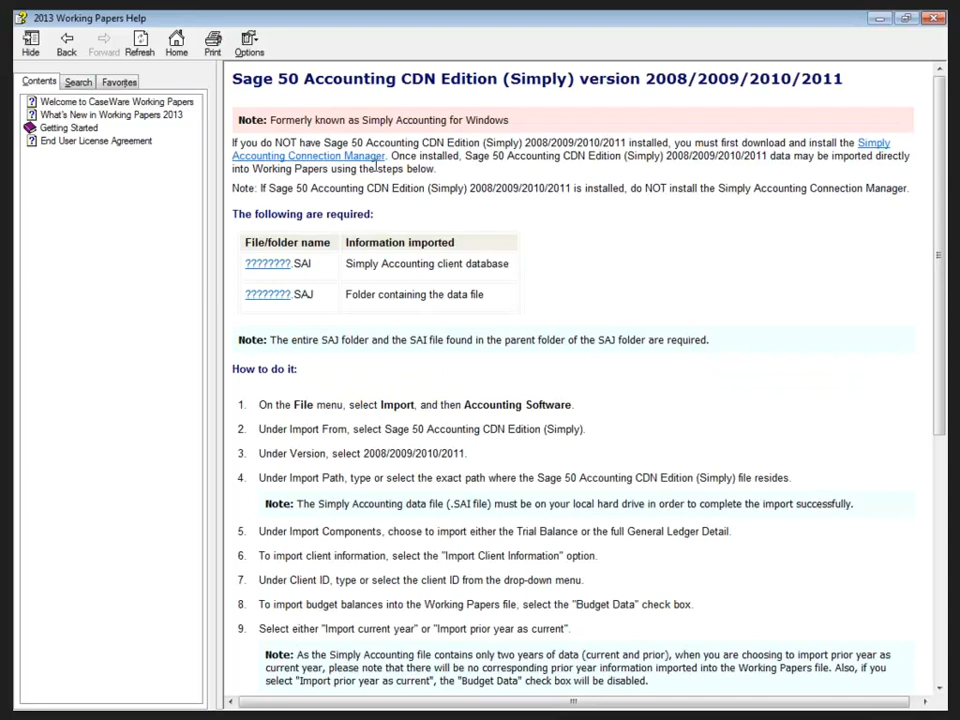 2013 Working Papers Help
Hide Back Forward Refresh Home Print Options
Contents Search Favorites
Welcome to CaseWare Working Papers
What's New in Working Papers 2013
Getting Started
End User License Agreement
Sage 50 Accounting CDN Edition (Simply) version 2008/2009/2010/2011
Note: Formerly known as Simply Accounting for Windows
If you do NOT have Sage 50 Accounting CDN Edition (Simply) 2008/2009/2010/2011 installed, you must first download and install the Simply
Accounting Connection Manager. Once installed, Sage 50 Accounting CDN Edition (Simply) 2008/2009/2010/2011 data may be imported directly
into Working Papers using the steps below.
Note: If Sage 50 Accounting CDN Edition (Simply) 2008/2009/2010/2011 is installed, do NOT install the Simply Accounting Connection Manager.
The following are required:
File/folder name Information imported
????????.SAI Simply Accounting client database
????????.SAJ Folder containing the data file
Note: The entire SAJ folder and the SAI file found in the parent folder of the SAJ folder are required.
How to do it:
1. On the File menu, select Import, and then Accounting Software.
2. Under Import From, select Sage 50 Accounting CDN Edition (Simply).
3. Under Version, select 2008/2009/2010/2011.
4. Under Import Path, type or select the exact path where the Sage 50 Accounting CDN Edition (Simply) file resides.
Note: The Simply Accounting data file (.SAI file) must be on your local hard drive in order to complete the import successfully.
5. Under Import Components, choose to import either the Trial Balance or the full General Ledger Detail.
6. To import client information, select the "Import Client Information" option.
7. Under Client ID, type or select the client ID from the drop-down menu.
8. To import budget balances into the Working Papers file, select the "Budget Data" check box.
9. Select either "Import current year" or "Import prior year as current".
Note: As the Simply Accounting file contains only two years of data (current and prior), when you are choosing to import prior year as
current year, please note that there will be no corresponding prior year information imported into the Working Papers file. Also, if you
select "Import prior year as current", the "Budget Data" check box will be disabled.